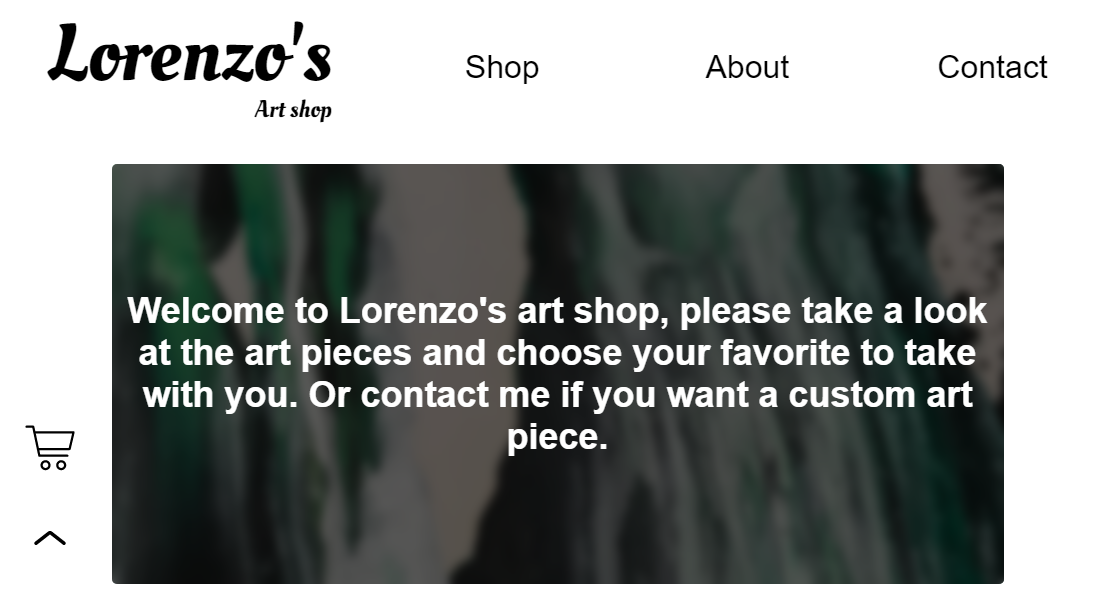 Lorenzo's
Art shop
Shop
About
Contact
Welcome to Lorenzo's art shop, please take a look
at the art pieces and choose your favorite to take
with you. Or contact me if you want a custom art
piece.